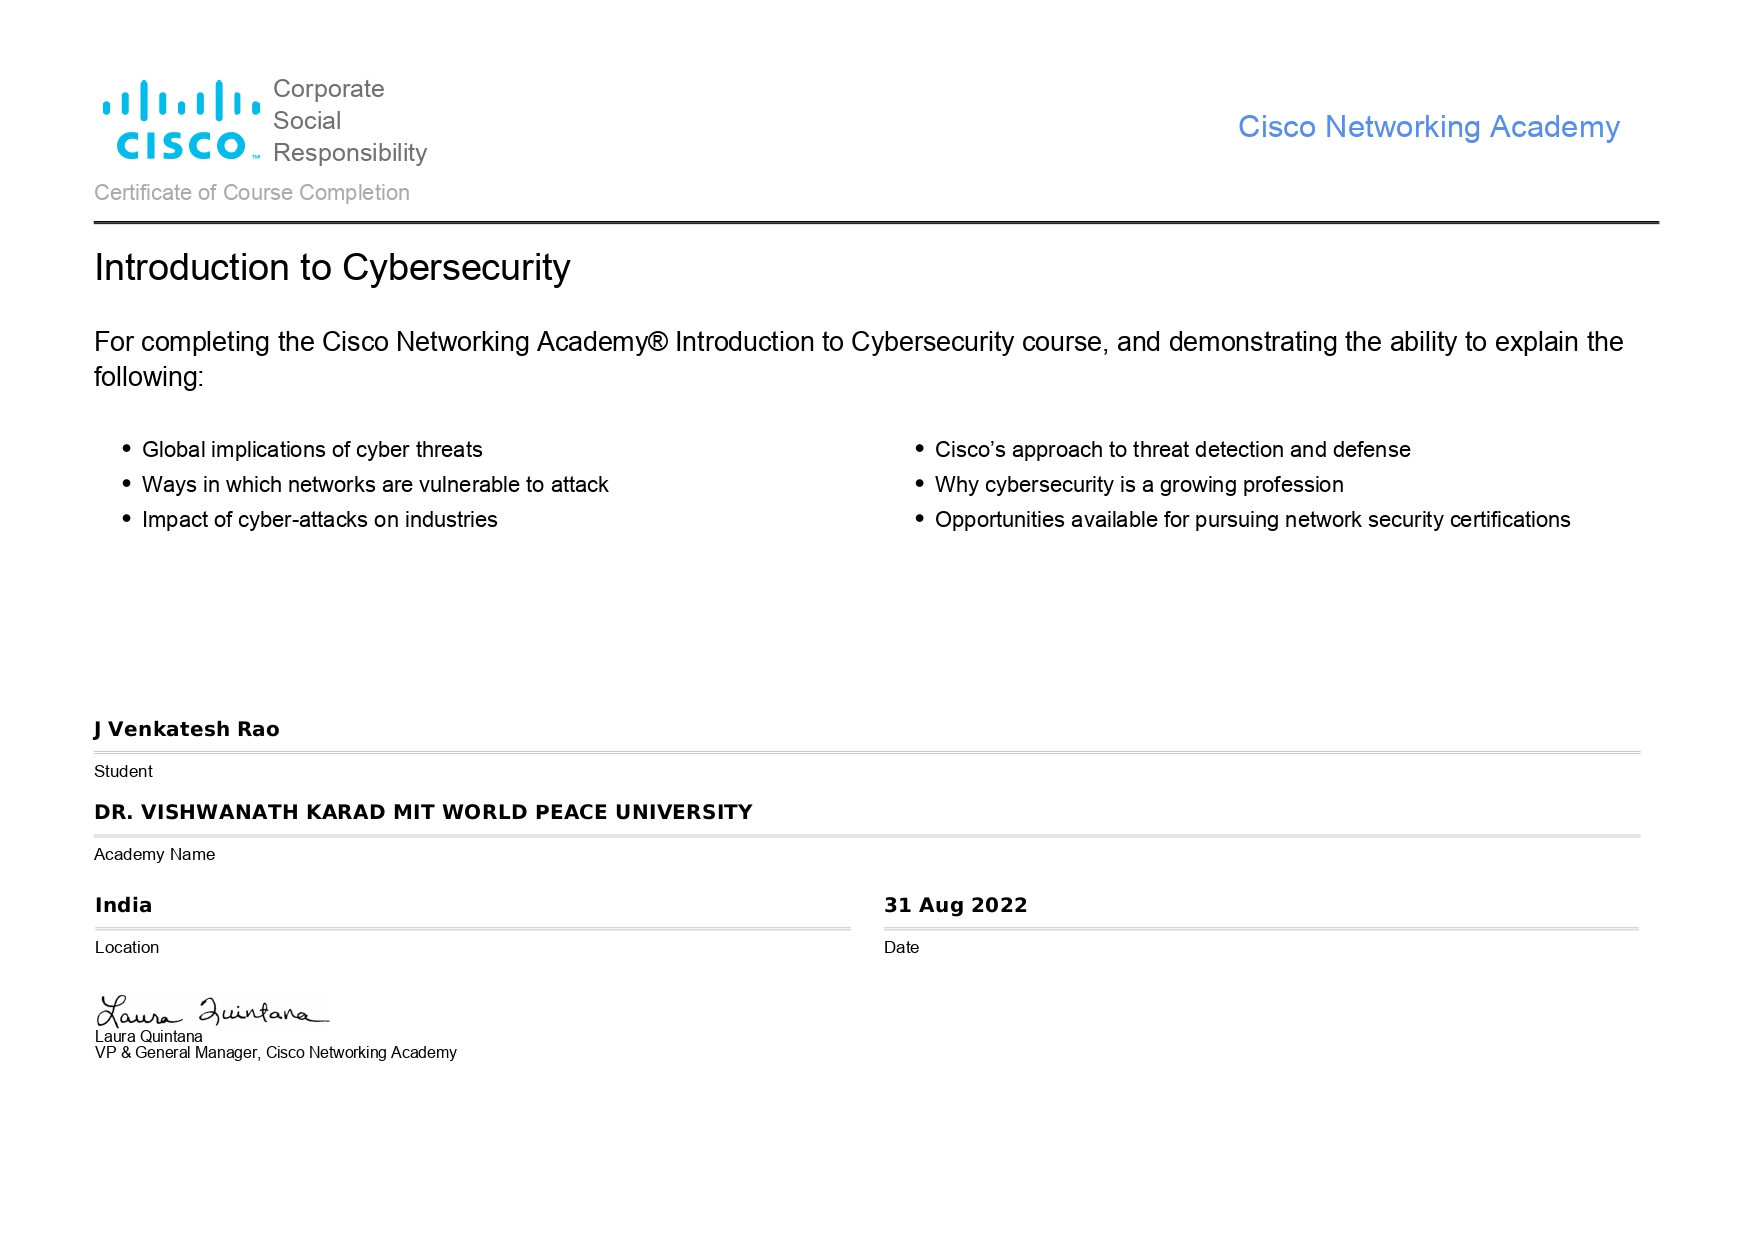 Corporate
Social
Responsibility
CISCO ™
Cisco Networking Academy
Certificate of Course Completion
Introduction to Cybersecurity
For completing the Cisco Networking Academy® Introduction to Cybersecurity course, and demonstrating the ability to explain the
following:
• Global implications of cyber threats
• Ways in which networks are vulnerable to attack
• Impact of cyber-attacks on industries
• Cisco’s approach to threat detection and defense
• Why cybersecurity is a growing profession
• Opportunities available for pursuing network security certifications
J Venkatesh Rao
Student
DR. VISHWANATH KARAD MIT WORLD PEACE UNIVERSITY
Academy Name
India
Location
31 Aug 2022
Date
Laura Quintana
Laura Quintana
VP & General Manager, Cisco Networking Academy